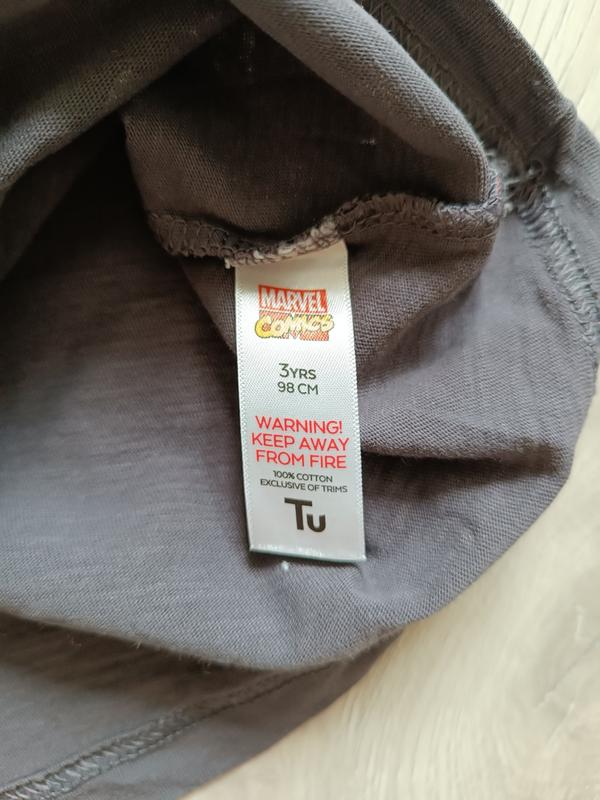 MARVEL
COMICS
3YRS
98 CM
WARNING!
KEEP AWAY
FROM FIRE
100% COTTON
EXCLUSIVE OF TRIMS
Tu